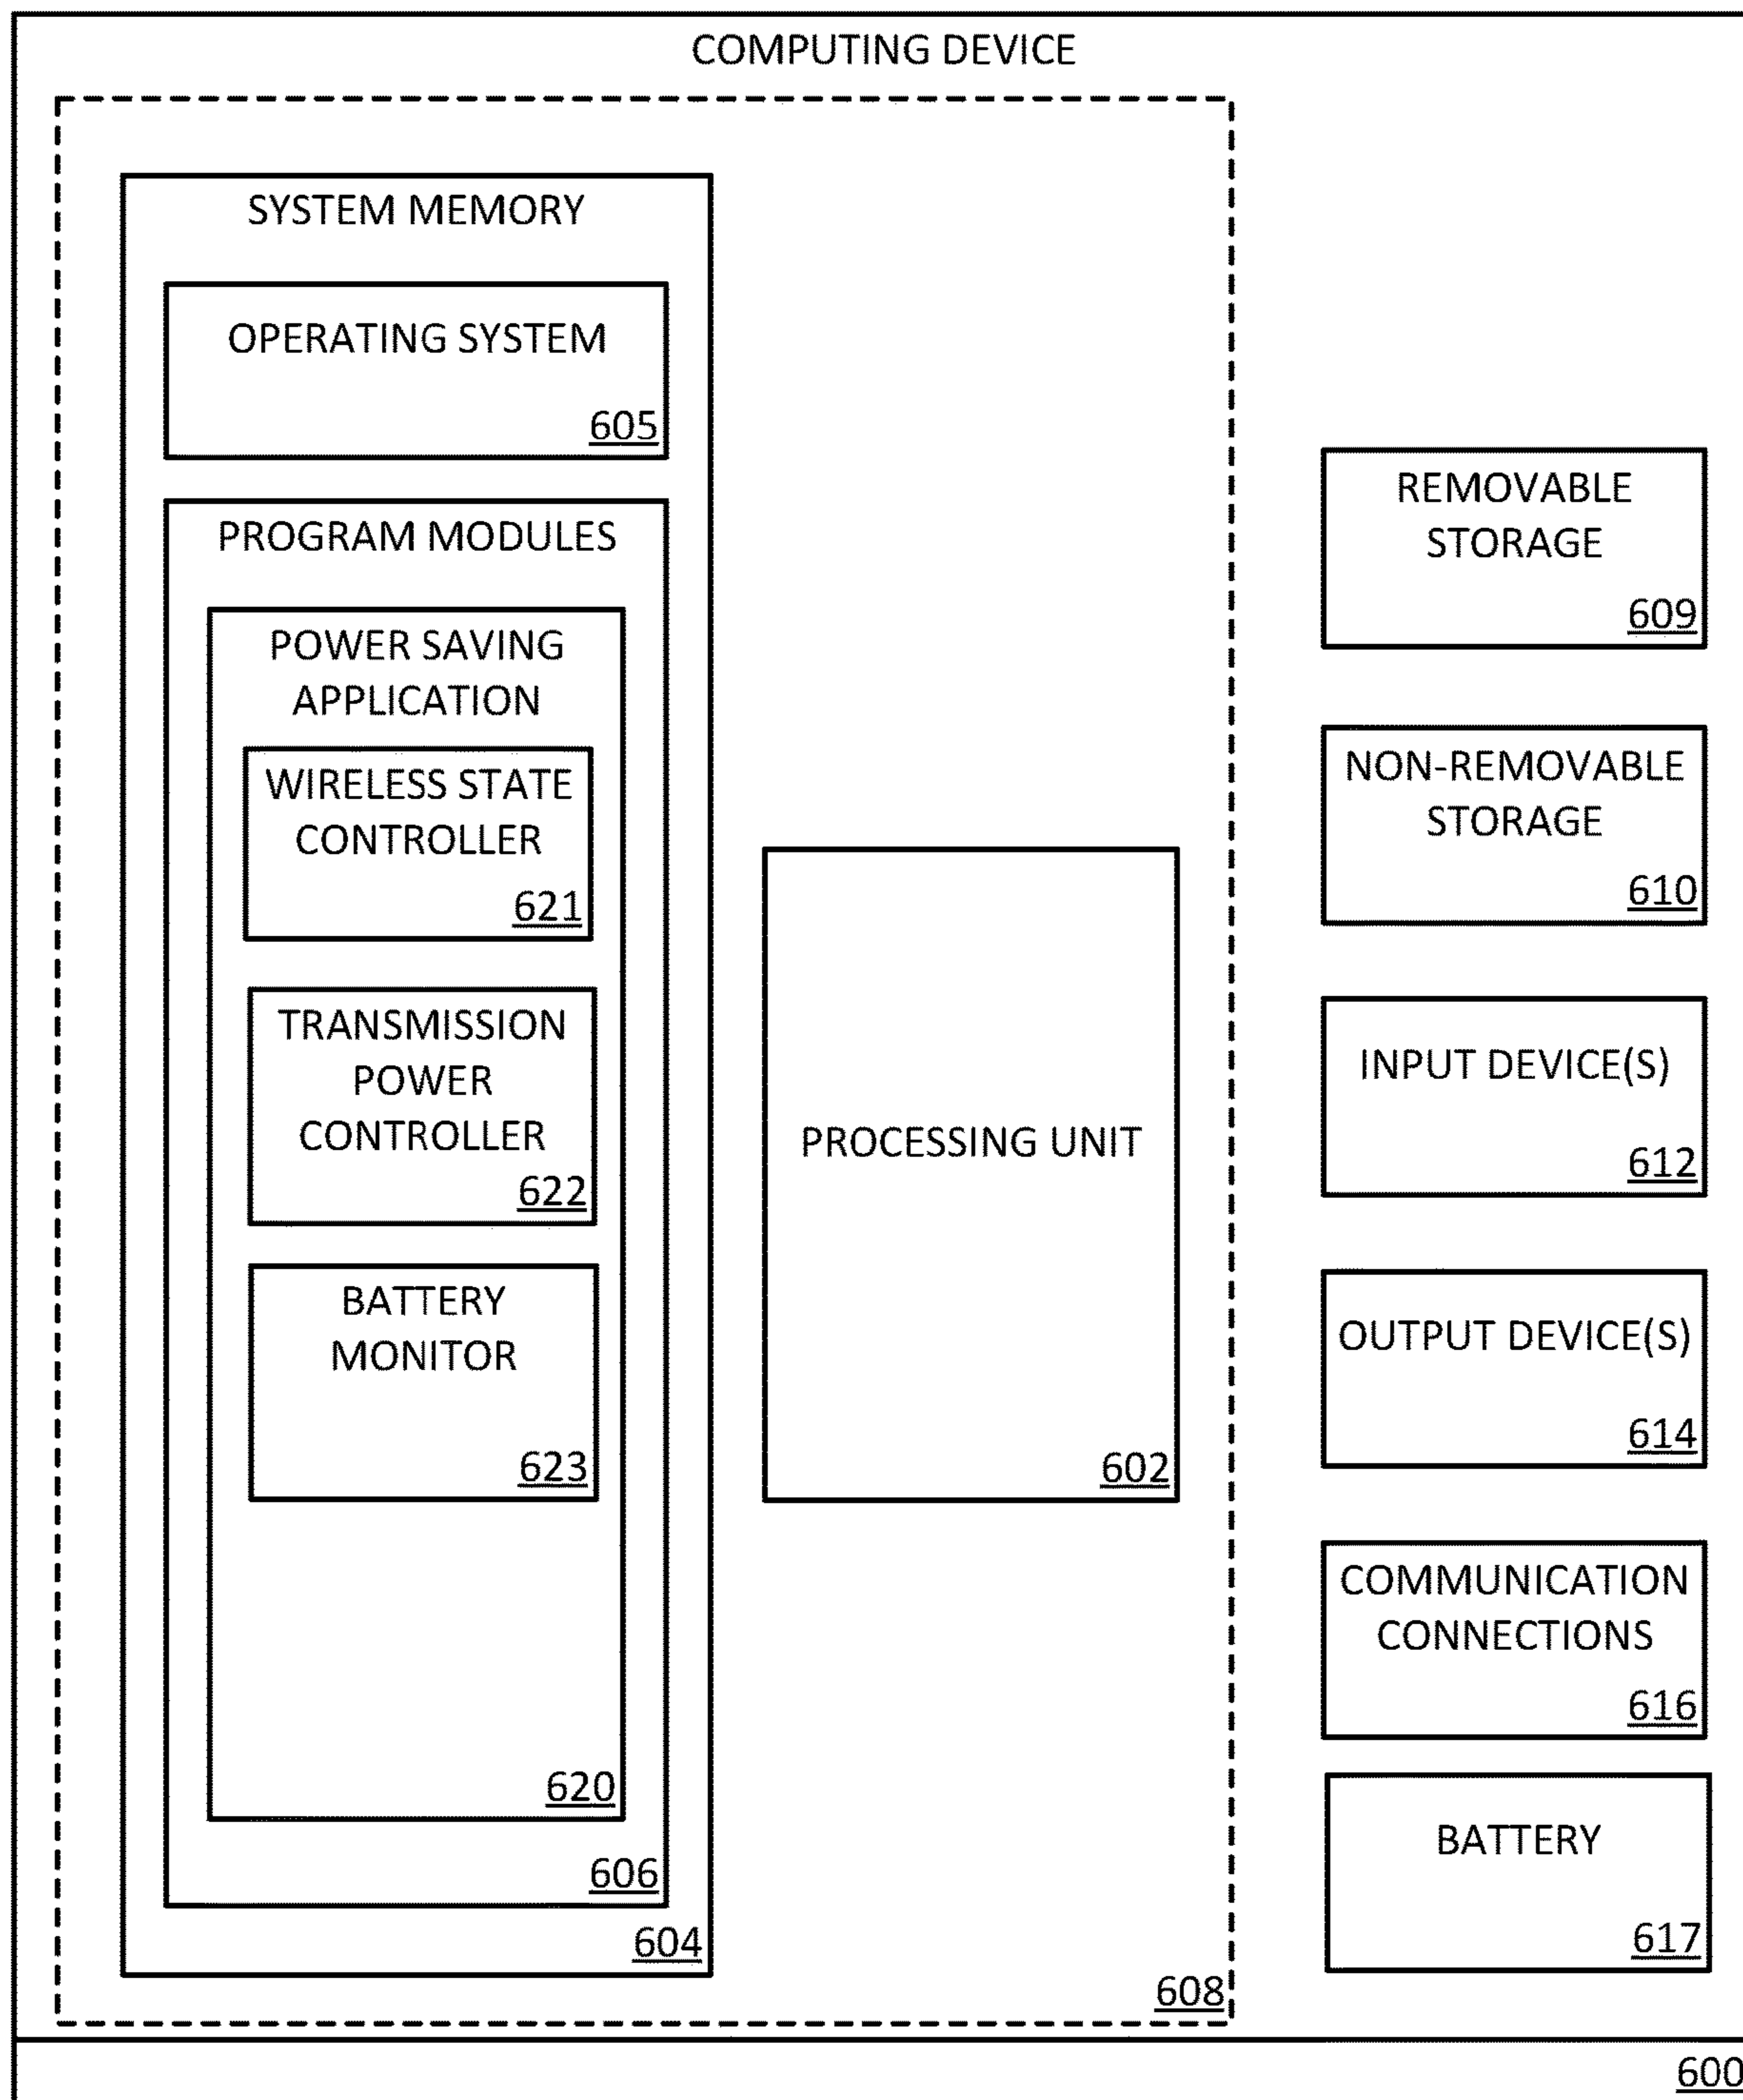 COMPUTING DEVICE
SYSTEM MEMORY
OPERATING SYSTEM
605
PROGRAM MODULES
POWER SAVING
APPLICATION
WIRELESS STATE
CONTROLLER
621
TRANSMISSION
POWER
CONTROLLER
622
BATTERY
MONITOR
623
620
606
604
PROCESSING UNIT
602
608
REMOVABLE
STORAGE
609
NON-REMOVABLE
STORAGE
610
INPUT DEVICE(S)
612
OUTPUT DEVICE(S)
614
COMMUNICATION
CONNECTIONS
616
BATTERY
617
600